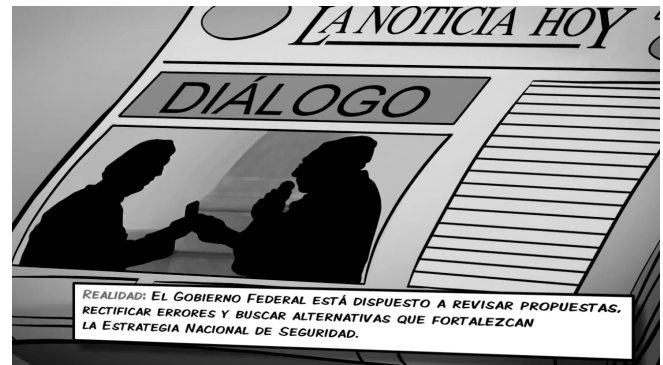 LA NOTICIA HOY
DIÁLOGO
REALIDAD: EL GOBIERNO FEDERAL ESTÁ DISPUESTO A REVISAR PROPUESTAS,
RECTIFICAR ERRORES Y BUSCAR ALTERNATIVAS QUE FORTALEZCAN
LA ESTRATEGIA NACIONAL DE SEGURIDAD.